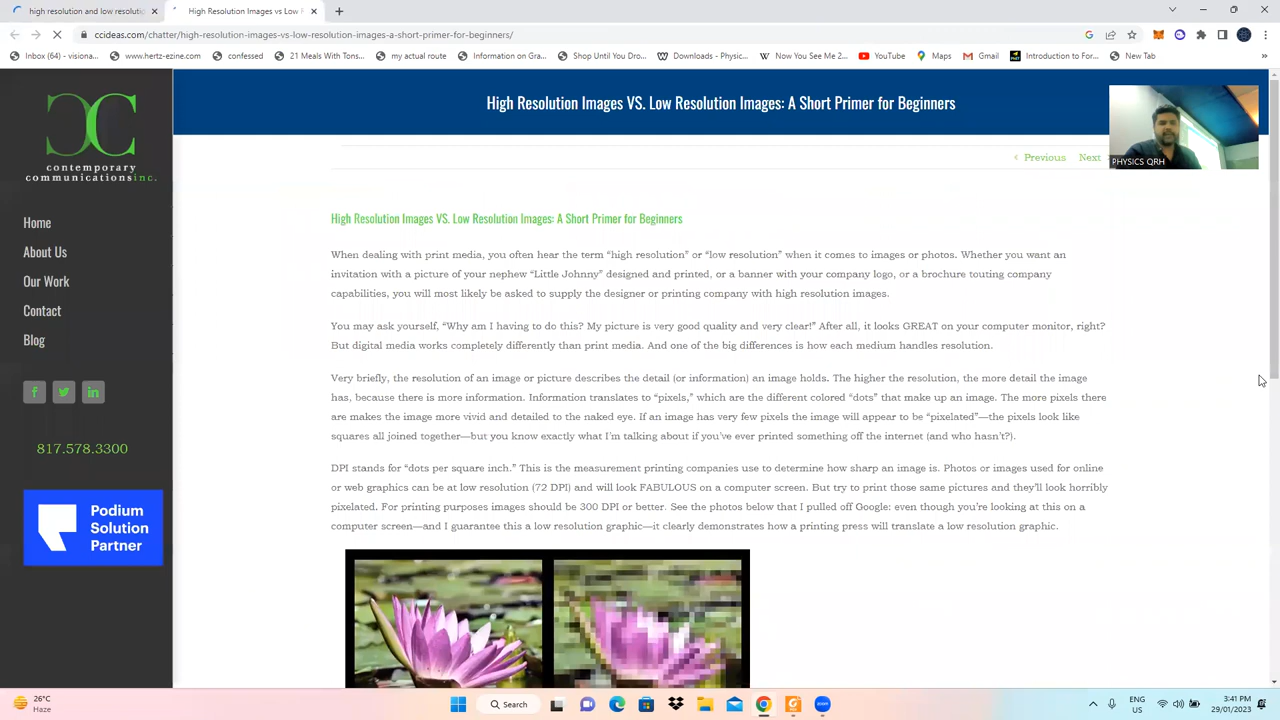 high resolution and low resolutio
High Resolution Images vs Low R
ccideas.com/chatter/high-resolution-images-vs-low-resolution-images-a-short-primer-for-beginners/
Inbox (64) - visiona...
www.hertz-ezine.com
confessed
21 Meals With Tons...
my actual route
Information on Gra...
Shop Until You Dro...
Downloads - Physic...
Now You See Me 2...
YouTube
Maps
Gmail
Introduction to For...
New Tab
contemporary
communicationsinc.
Home
About Us
Our Work
Contact
Blog
817.578.3300
Podium
Solution
Partner
High Resolution Images VS. Low Resolution Images: A Short Primer for Beginners
PHYSICS QRH
Previous Next
High Resolution Images VS. Low Resolution Images: A Short Primer for Beginners
When dealing with print media, you often hear the term “high resolution” or “low resolution” when it comes to images or photos. Whether you want an
invitation with a picture of your nephew “Little Johnny” designed and printed, or a banner with your company logo, or a brochure touting company
capabilities, you will most likely be asked to supply the designer or printing company with high resolution images.
You may ask yourself, “Why am I having to do this? My picture is very good quality and very clear!” After all, it looks GREAT on your computer monitor, right?
But digital media works completely differently than print media. And one of the big differences is how each medium handles resolution.
Very briefly, the resolution of an image or picture describes the detail (or information) an image holds. The higher the resolution, the more detail the image
has, because there is more information. Information translates to “pixels,” which are the different colored “dots” that make up an image. The more pixels there
are makes the image more vivid and detailed to the naked eye. If an image has very few pixels the image will appear to be “pixelated”—the pixels look like
squares all joined together—but you know exactly what I’m talking about if you’ve ever printed something off the internet (and who hasn’t?).
DPI stands for “dots per square inch.” This is the measurement printing companies use to determine how sharp an image is. Photos or images used for online
or web graphics can be at low resolution (72 DPI) and will look FABULOUS on a computer screen. But try to print those same pictures and they’ll look horribly
pixelated. For printing purposes images should be 300 DPI or better. See the photos below that I pulled off Google: even though you’re looking at this on a
computer screen—and I guarantee this a low resolution graphic—it clearly demonstrates how a printing press will translate a low resolution graphic.
26°C
Haze
Search
ENG
US
3:41 PM
29/01/2023